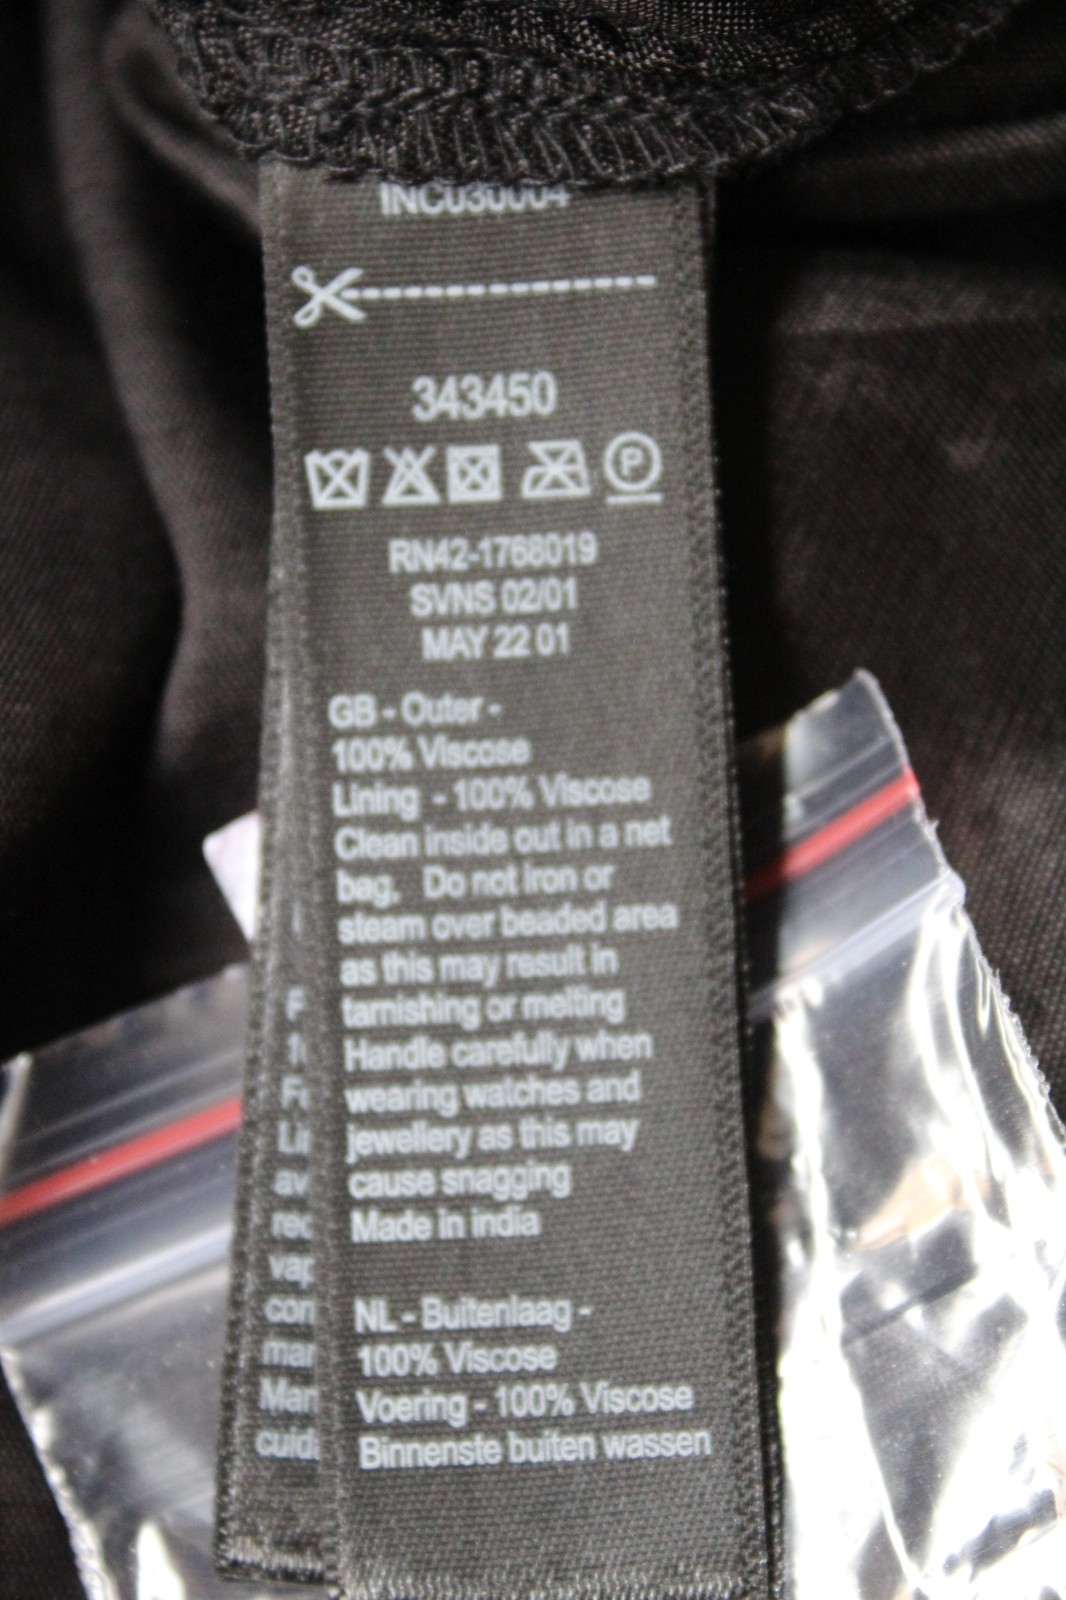 INC030004
343450
P
RN42-1768019
SVNS 02/01
MAY 22 01
GB - Outer -
100% Viscose
Lining - 100% Viscose
Clean inside out in a net
bag, Do not iron or
steam over beaded area
as this may result in
tarnishing or melting
Handle carefully when
wearing watches and
jewellery as this may
cause snagging
Made in india
NL - Buitenlaag -
100% Viscose
Voering - 100% Viscose
Binnenste buiten wassen